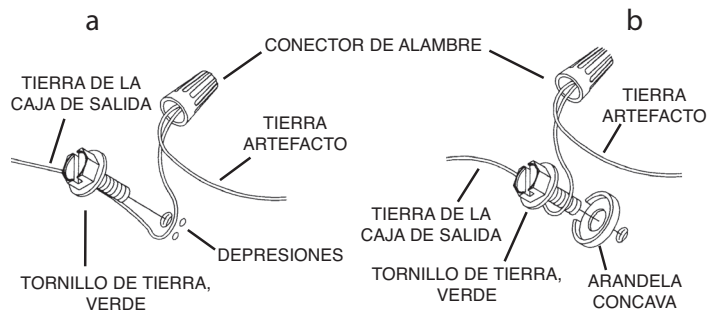 a
CONECTOR DE ALAMBRE
TIERRA DE LA
CAJA DE SALIDA
TIERRA
ARTEFACTO
DEPRESIONES
TORNILLO DE TIERRA,
VERDE
b
TIERRA
ARTEFACTO
TIERRA DE LA
CAJA DE SALIDA
TORNILLO DE TIERRA,
VERDE
ARANDELA
CONCAVA